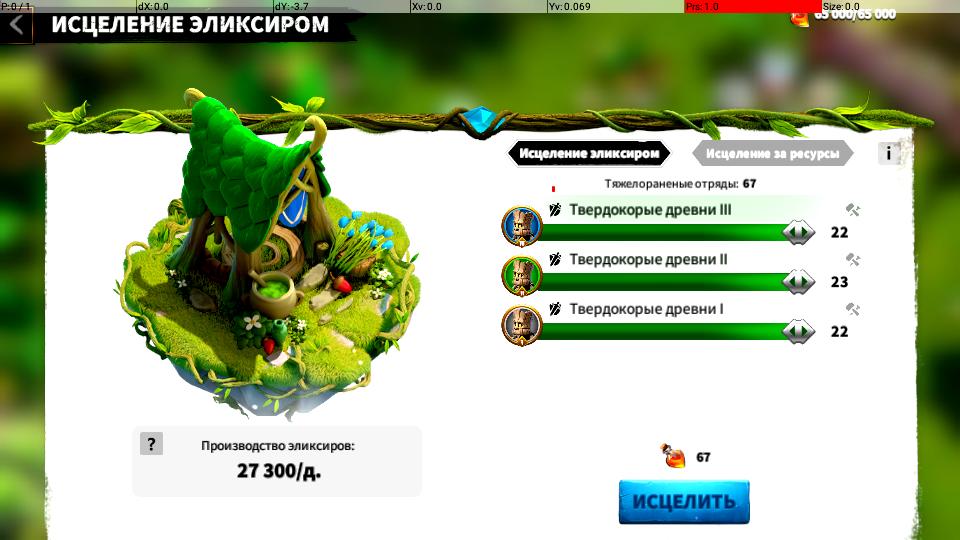 P: 0 / 1 dX: 0.0 dY: -3.7 Xv: 0.0 Yv: 0.069 Prs: 1.0 Size: 0.0
65 000/65 000
ИСЦЕЛЕНИЕ ЭЛИКСИРОМ
Исцеление эликсиром
Исцеление за ресурсы
i
Тяжелораненые отряды: 67
Твердокорые древни III
22
Твердокорые древни II
23
Твердокорые древни I
22
?
Производство эликсиров:
27 300/д.
67
ИСЦЕЛИТЬ